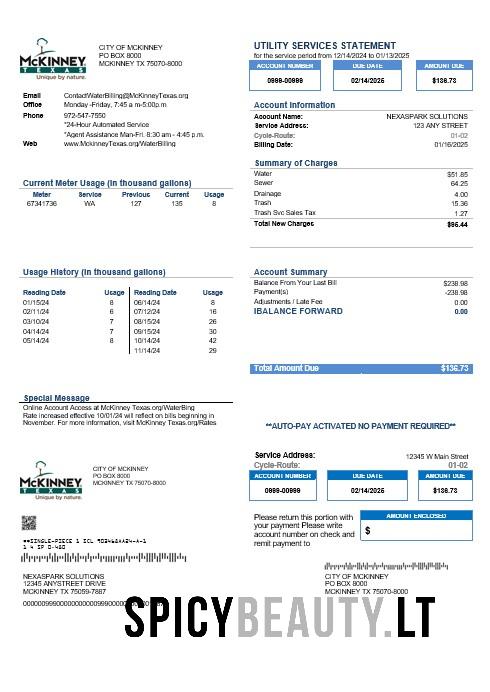 McKINNEY
TEXAS
Unique by nature.
CITY OF MCKINNEY
PO BOX 8000
MCKINNEY TX 75070-8000
Email ContactWaterBilling@McKinneyTexas.org
Office Monday -Friday, 7:45 a m-5:00p.m
Phone 972-547-7550
*24-Hour Automated Service
*Agent Assistance Man-Fri. 8:30 am - 4:45 p.m.
Web www.MckinneyTexas.org/WaterBilling
UTILITY SERVICES STATEMENT
for the service period from 12/14/2024 to 01/13/2025
ACCOUNT NUMBER DUE DATE AMOUNT DUE
0999-00999 02/14/2025 $136.73
Account Information
Account Name: NEXASPARK SOLUTIONS
Service Address: 123 ANY STREET
Cycle-Route: 01-02
Billing Date: 01/16/2025
Current Meter Usage (In thousand gallons)
Meter Service Previous Current Usage
67341736 WA 127 135 8
Summary of Charges
Water $51.85
Sewer 64.25
Drainage 4.00
Trash 15.36
Trash Svc Sales Tax 1.27
Total New Charges $96.44
Usage History (In thousand gallons)
Reading Date Usage Reading Date Usage
01/15/24 8 06/14/24 8
02/11/24 6 07/12/24 16
03/10/24 7 08/11/24 26
04/14/24 7 09/15/24 30
05/14/24 8 10/14/24 42
11/14/24 29
Account Summary
Balance From Your Last Bill $238.98
Payment(s) -238.98
Adjustments / Late Fee 0.00
IBALANCE FORWARD 0.00
Total Amount Due $136.73
Special Message
Online Account Access at McKinney Texas.org/WaterBing
Rate increased effective 10/01/24 will reflect on bills beginning in
November. For more information, visit McKinneyTexas.org/Rates
**AUTO-PAY ACTIVATED NO PAYMENT REQUIRED**
McKINNEY
TEXAS
Unique by nature.
CITY OF MCKINNEY
PO BOX 8000
MCKINNEY TX 75070-8000
Service Address: 12345 W Main Street
Cycle-Route: 01-02
ACCOUNT NUMBER DUE DATE AMOUNT DUE
0999-00999 02/14/2025 $136.73
Please return this portion with
your payment Please write
account number on check and
remit payment to
AMOUNT ENCLOSED
$
NEXASPARK SOLUTIONS
12345 ANYSTREET DRIVE
MCKINNEY TX 75059-7887
CITY OF MCKINNEY
PO BOX 8000
MCKINNEY TX 75070-8000
SPICYBEAUTY.LT